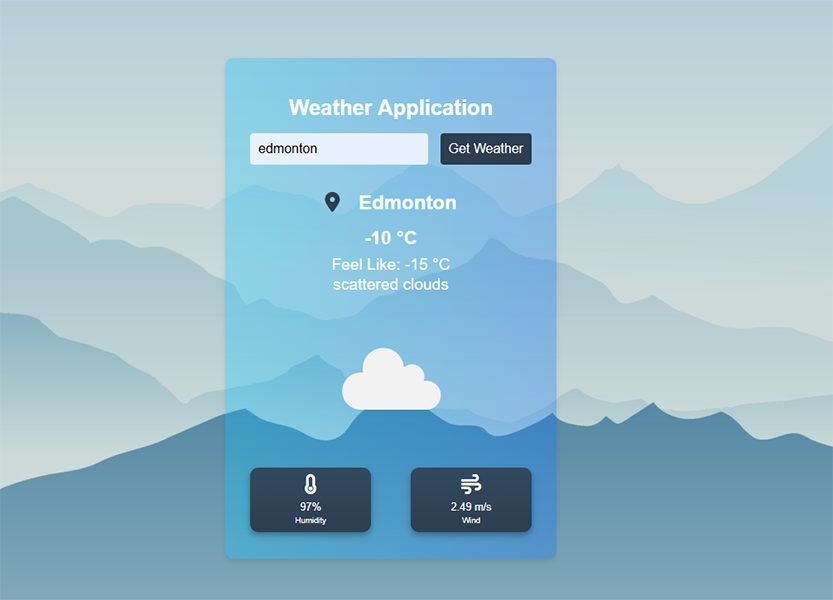 Weather Application
edmonton
Get Weather
Edmonton
-10 °C
Feel Like: -15 °C
scattered clouds
97%
Humidity
2.49 m/s
Wind